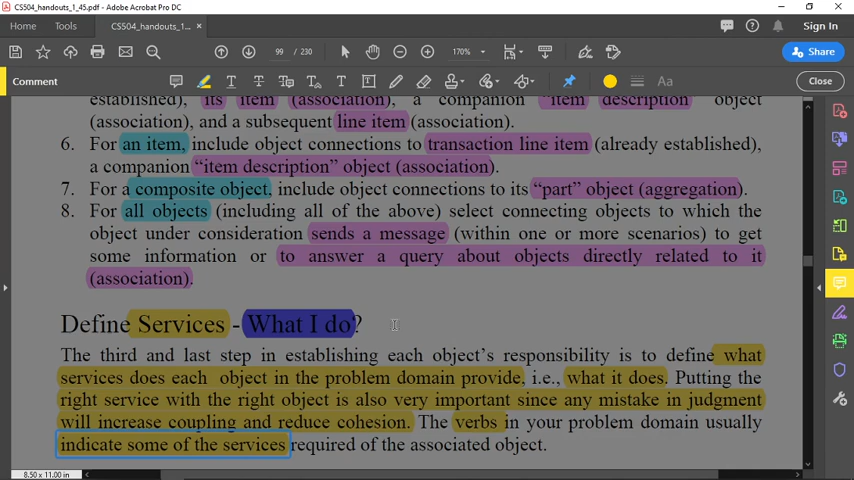 CS504_handouts_1_45.pdf - Adobe Acrobat Pro DC
Home Tools CS504_handouts_1... ×
Sign In
99 / 230 170%
Share
Comment
Aa
Close
established), its item (association), a companion "item description" object
(association), and a subsequent line item (association).
6. For an item, include object connections to transaction line item (already established),
a companion "item description" object (association).
7. For a composite object, include object connections to its "part" object (aggregation).
8. For all objects (including all of the above) select connecting objects to which the
object under consideration sends a message (within one or more scenarios) to get
some information or to answer a query about objects directly related to it
(association).
Define Services - What I do?
The third and last step in establishing each object's responsibility is to define what
services does each object in the problem domain provide, i.e., what it does. Putting the
right service with the right object is also very important since any mistake in judgment
will increase coupling and reduce cohesion. The verbs in your problem domain usually
indicate some of the services required of the associated object.
8.50 x 11.00 in